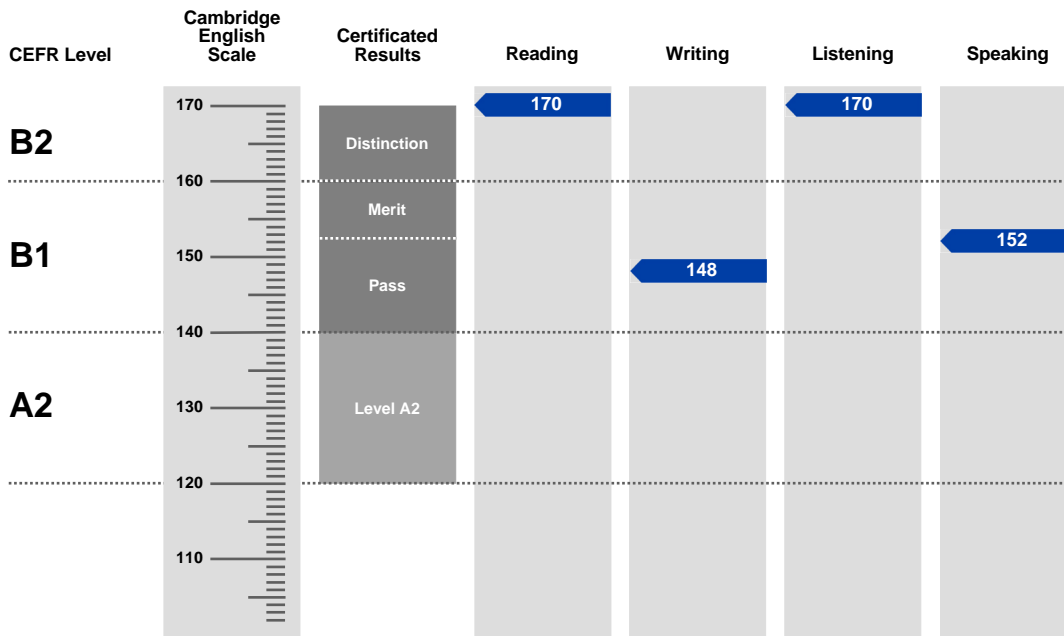 CEFR Level
Cambridge
English
Scale
Certificated
Results
Reading
Writing
Listening
Speaking
170
170
170
B2
Distinction
160
Merit
B1
150
152
148
Pass
140
A2
130
Level A2
120
110